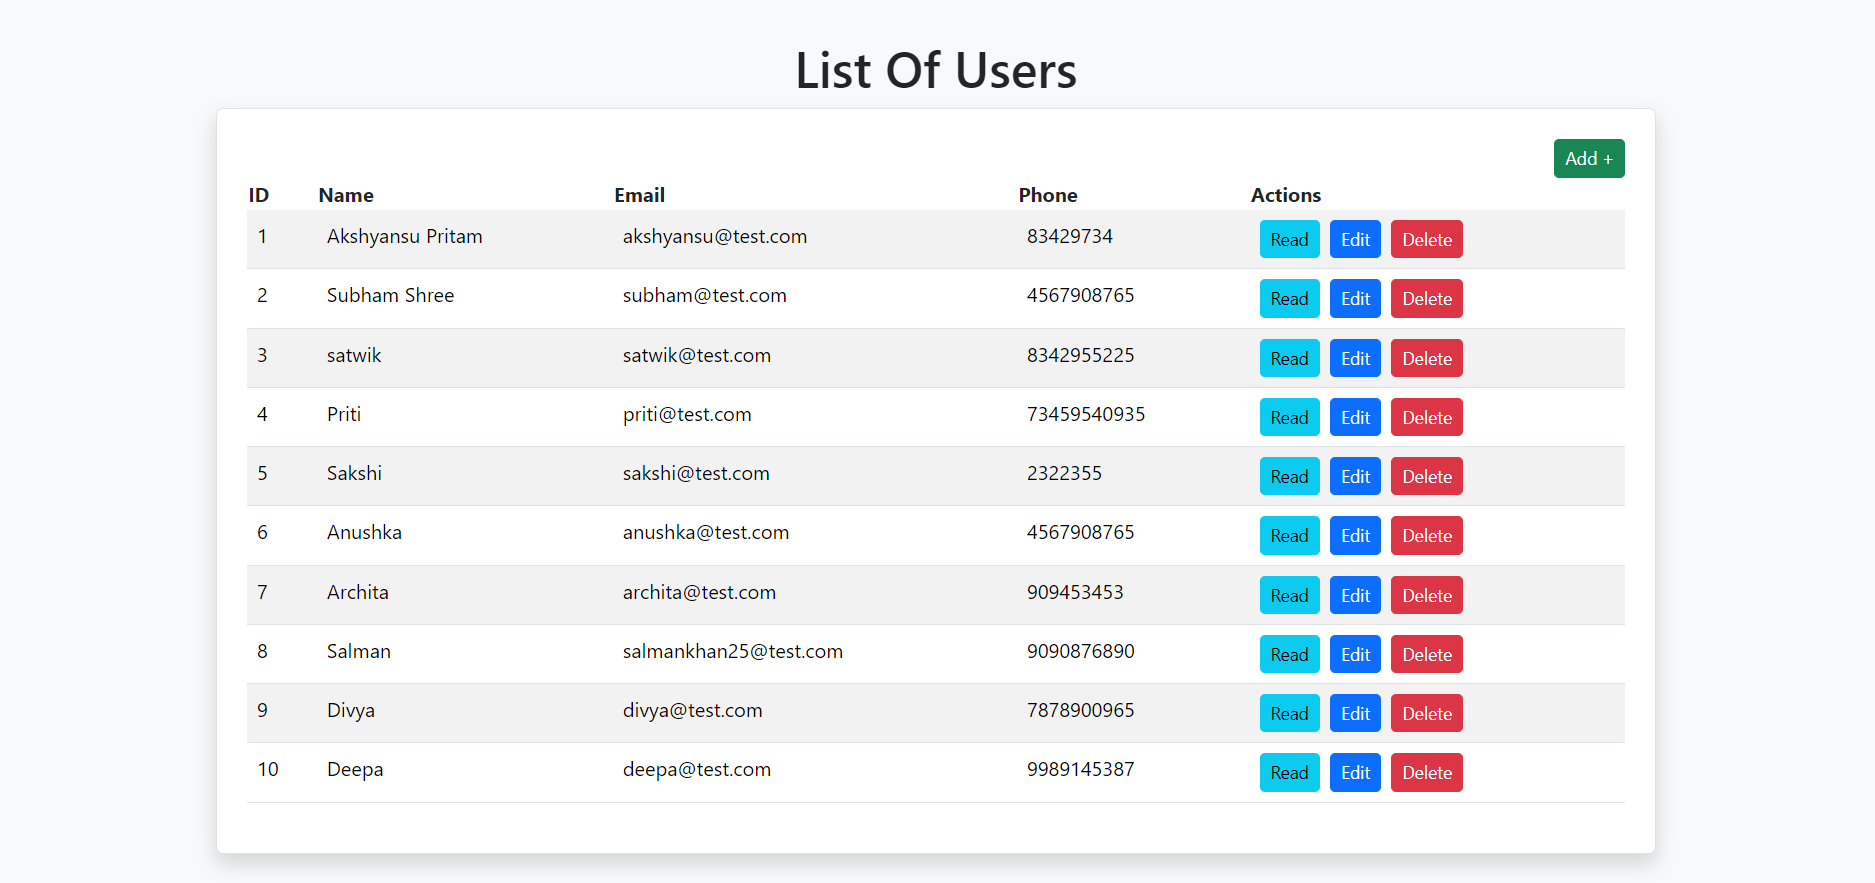 List Of Users
Add +
ID Name Email Phone Actions
1 Akshyansu Pritam akshyansu@test.com 83429734 Read Edit Delete
2 Subham Shree subham@test.com 4567908765 Read Edit Delete
3 satwik satwik@test.com 8342955225 Read Edit Delete
4 Priti priti@test.com 73459540935 Read Edit Delete
5 Sakshi sakshi@test.com 2322355 Read Edit Delete
6 Anushka anushka@test.com 4567908765 Read Edit Delete
7 Archita archita@test.com 909453453 Read Edit Delete
8 Salman salmankhan25@test.com 9090876890 Read Edit Delete
9 Divya divya@test.com 7878900965 Read Edit Delete
10 Deepa deepa@test.com 9989145387 Read Edit Delete